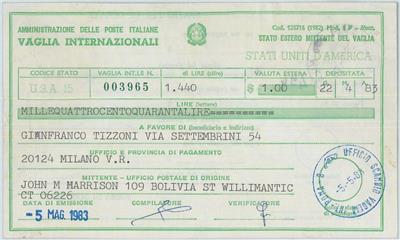 AMMINISTRAZIONE DELLE POSTE ITALIANE
VAGLIA INTERNAZIONALI
STATO ESTERO MITTENTE DEL VAGLIA
STATI UNITI D'AMERICA
CODICE STATO VAGLIA INT.LE N. di LIRE (cifre) VALUTA ESTERA DEPOSITATA
U.S.A 15 003965 1.440 $ 1.00 22 4 83
LIRE (lettere)
MILLEQUATTROCENTOQUARANTALIRE
A FAVORE DI (beneficiario e indirizzo)
GIANFRANCO TIZZONI VIA SETTEMBRINI 54
UFFICIO E PROVINCIA DI PAGAMENTO
20124 MILANO V.R.
MITTENTE - UFFICIO POSTALE DI ORIGINE
JOHN M MARRISON 109 BOLIVIA ST WILLIMANTIC
CT 06226
DATA DI EMISSIONE COMPILATORE VERIFICATORE
-5 MAG. 1983
UFFICIO SCAMBIO VAGLIA